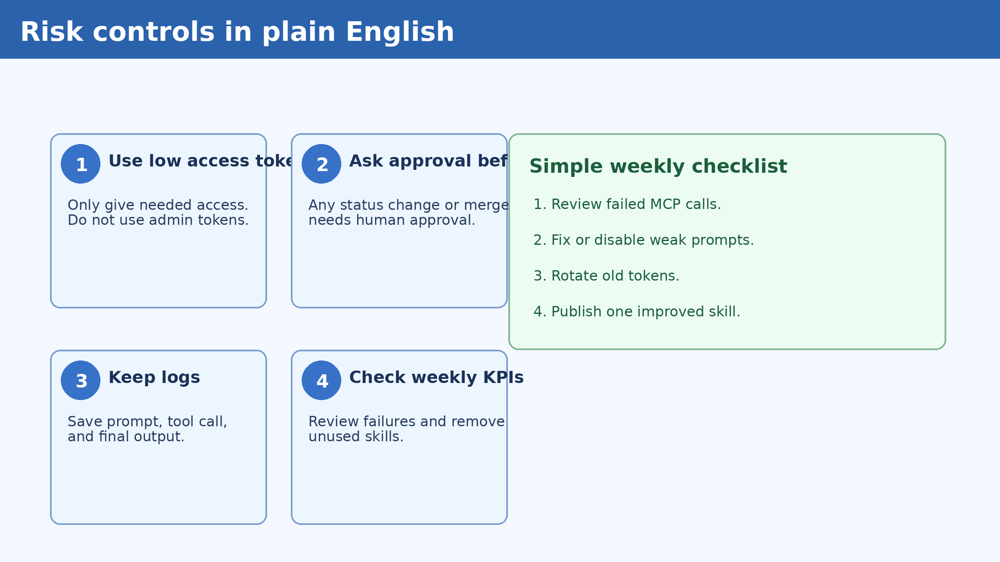 Risk controls in plain English
1
Use low access toke
Only give needed access.
Do not use admin tokens.
2
Ask approval bef
Any status change or merge
needs human approval.
3
Keep logs
Save prompt, tool call,
and final output.
4
Check weekly KPIs
Review failures and remove
unused skills.
Simple weekly checklist
1. Review failed MCP calls.
2. Fix or disable weak prompts.
3. Rotate old tokens.
4. Publish one improved skill.